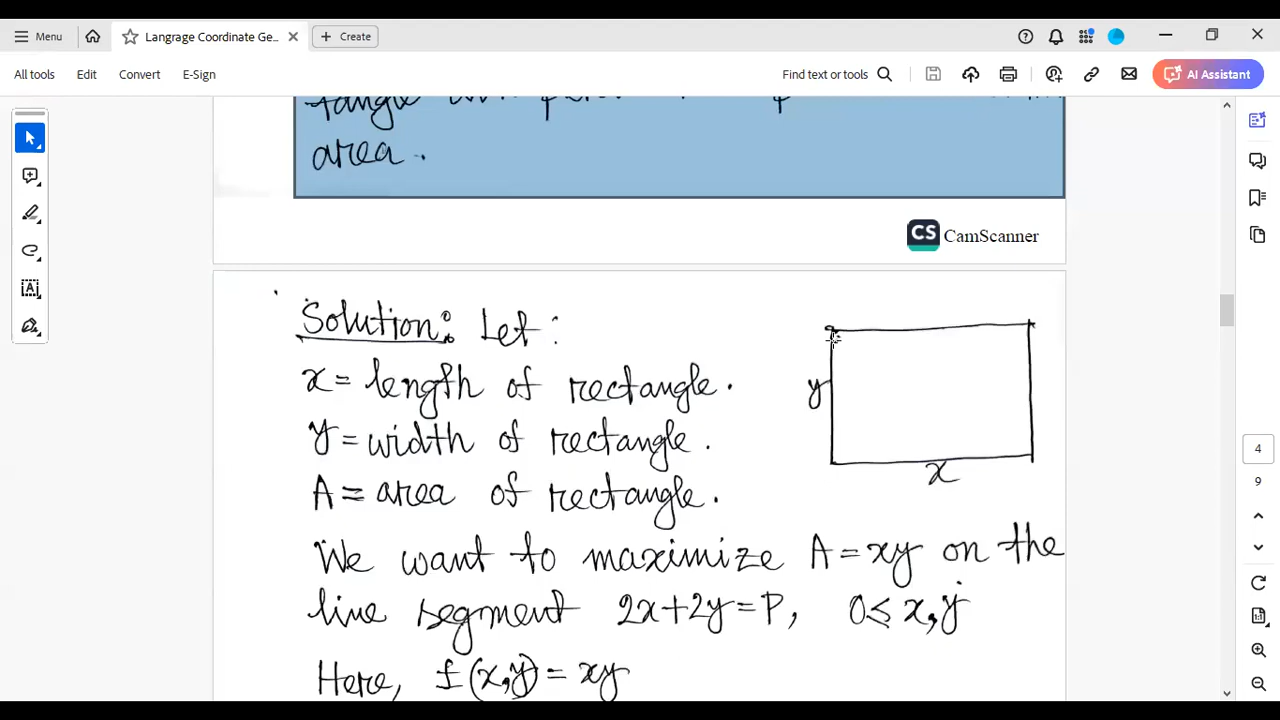 Menu
Langrage Coordinate Ge...
Create
All tools
Edit
Convert
E-Sign
Find text or tools
AI Assistant
area.
CS CamScanner
Solution: Let:
x = length of rectangle.
y = width of rectangle.
A = area of rectangle.
y
x
We want to maximize A = xy on the
line segment 2x+2y=P, 0≤x,y
Here, f(x,y) = xy
4
9